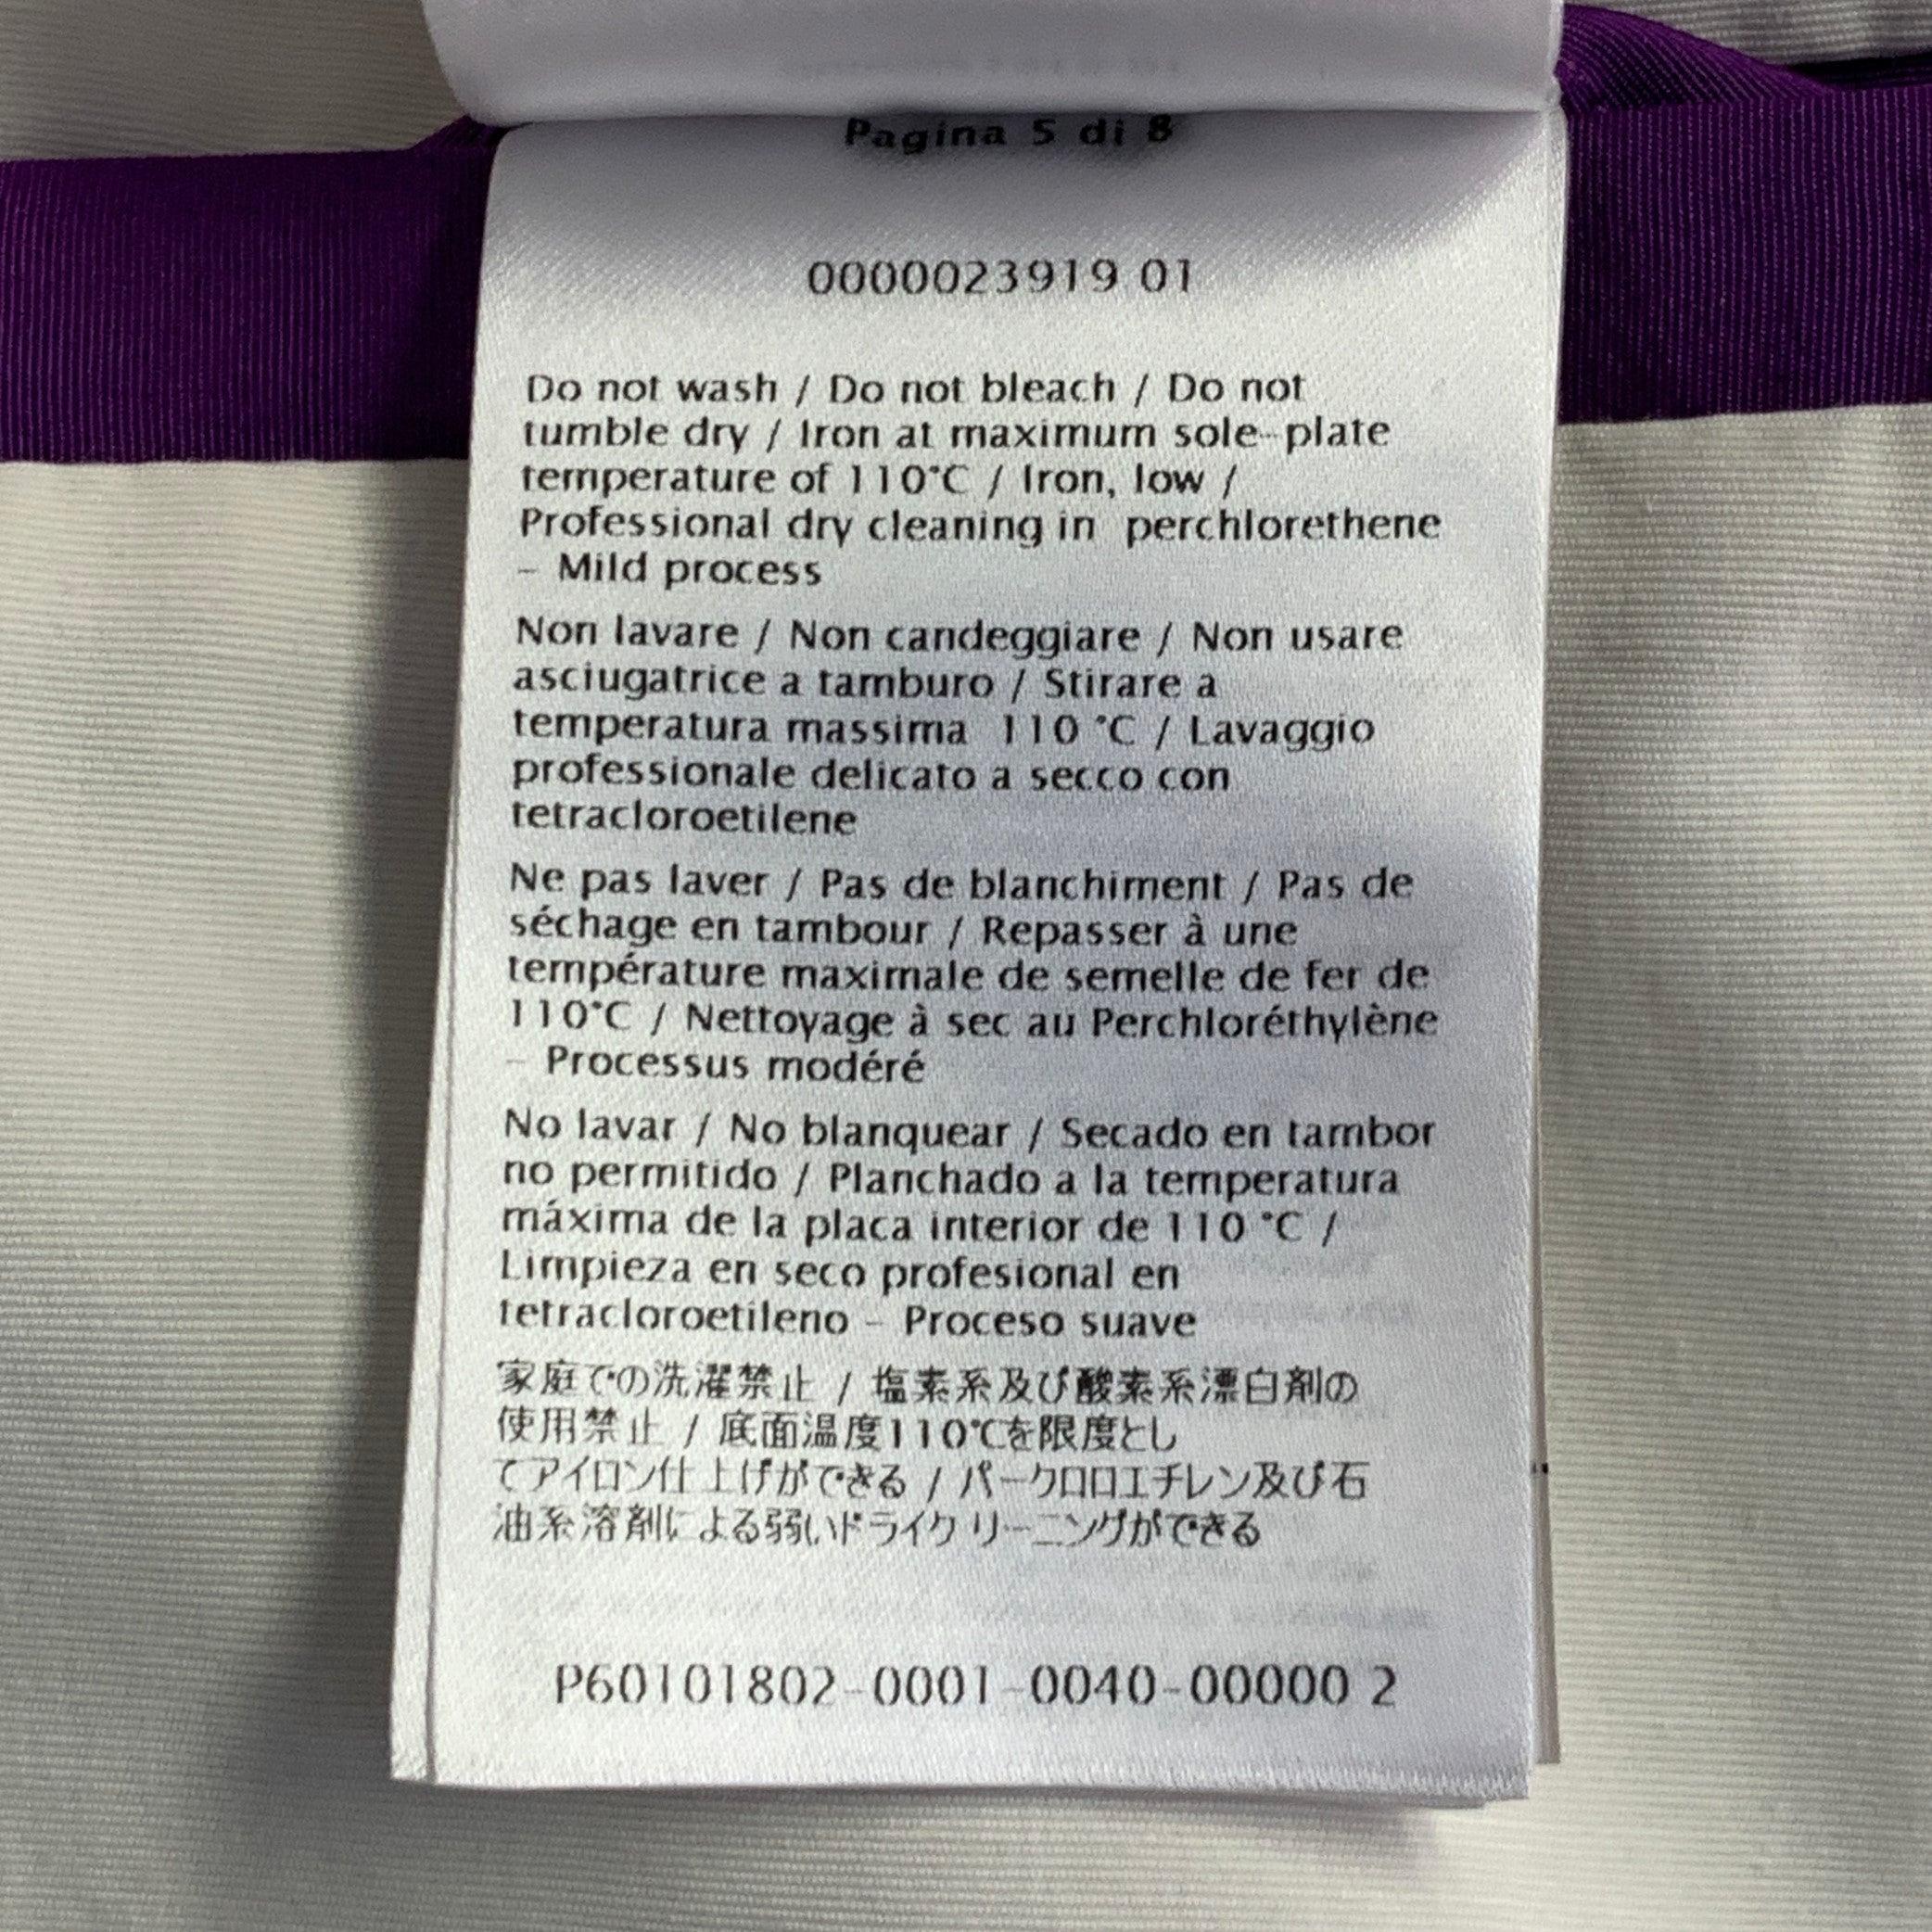 Pagina 5 di 8
0000023919 01
Do not wash / Do not bleach / Do not
tumble dry / Iron at maximum sole-plate
temperature of 110°C / Iron, low /
Professional dry cleaning in perchlorethene
– Mild process
Non lavare / Non candeggiare / Non usare
asciugatrice a tamburo / Stirare a
temperatura massima 110 °C / Lavaggio
professionale delicato a secco con
tetracloroetilene
Ne pas laver / Pas de blanchiment / Pas de
séchage en tambour / Repasser à une
température maximale de semelle de fer de
110°C / Nettoyage à sec au Perchloréthylène
– Processus modéré
No lavar / No blanquear / Secado en tambor
no permitido / Planchado a la temperatura
máxima de la placa interior de 110 °C /
Limpieza en seco profesional en
tetracloroetileno – Proceso suave
家庭での洗濯禁止 / 塩素系及び酸素系漂白剤の
使用禁止 / 底面温度110℃を限度とし
てアイロン仕上げができる / パークロロエチレン及び石
油系溶剤による弱いドライクリーニングができる
P60101802-0001-0040-00000 2